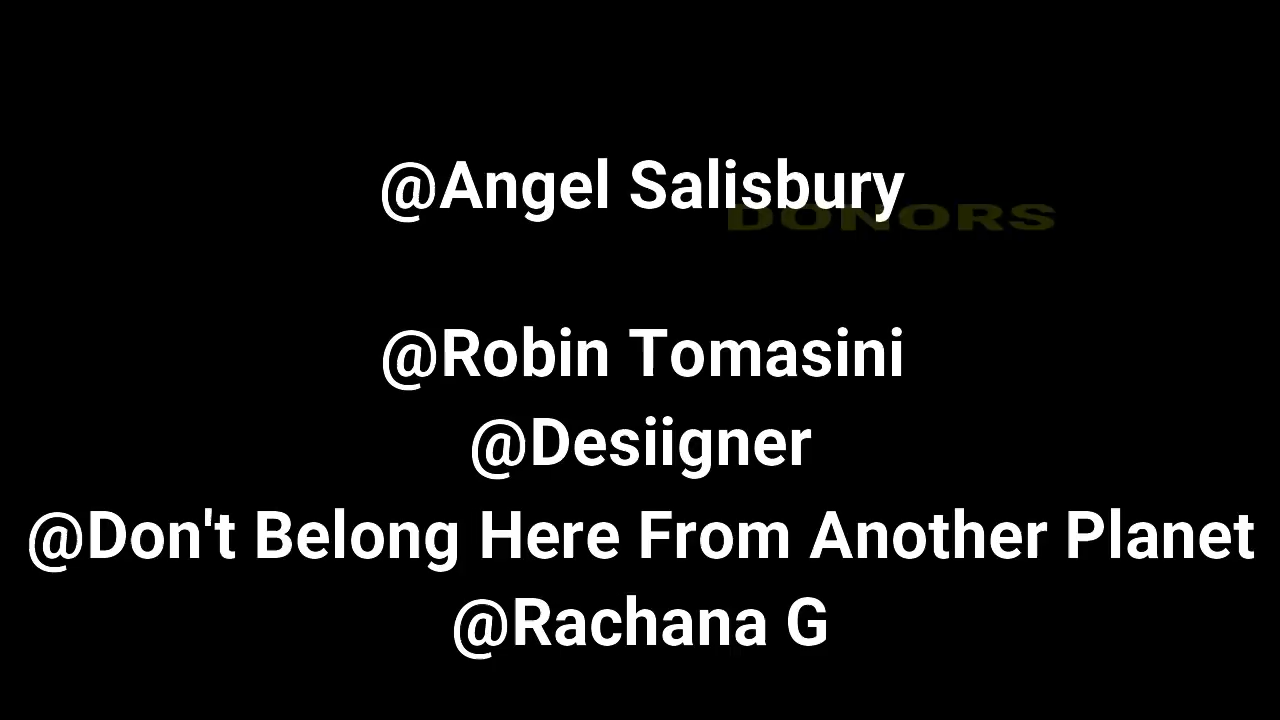 @Angel Salisbury
DONORS
@Robin Tomasini
@Desiigner
@Don't Belong Here From Another Planet
@Rachana G